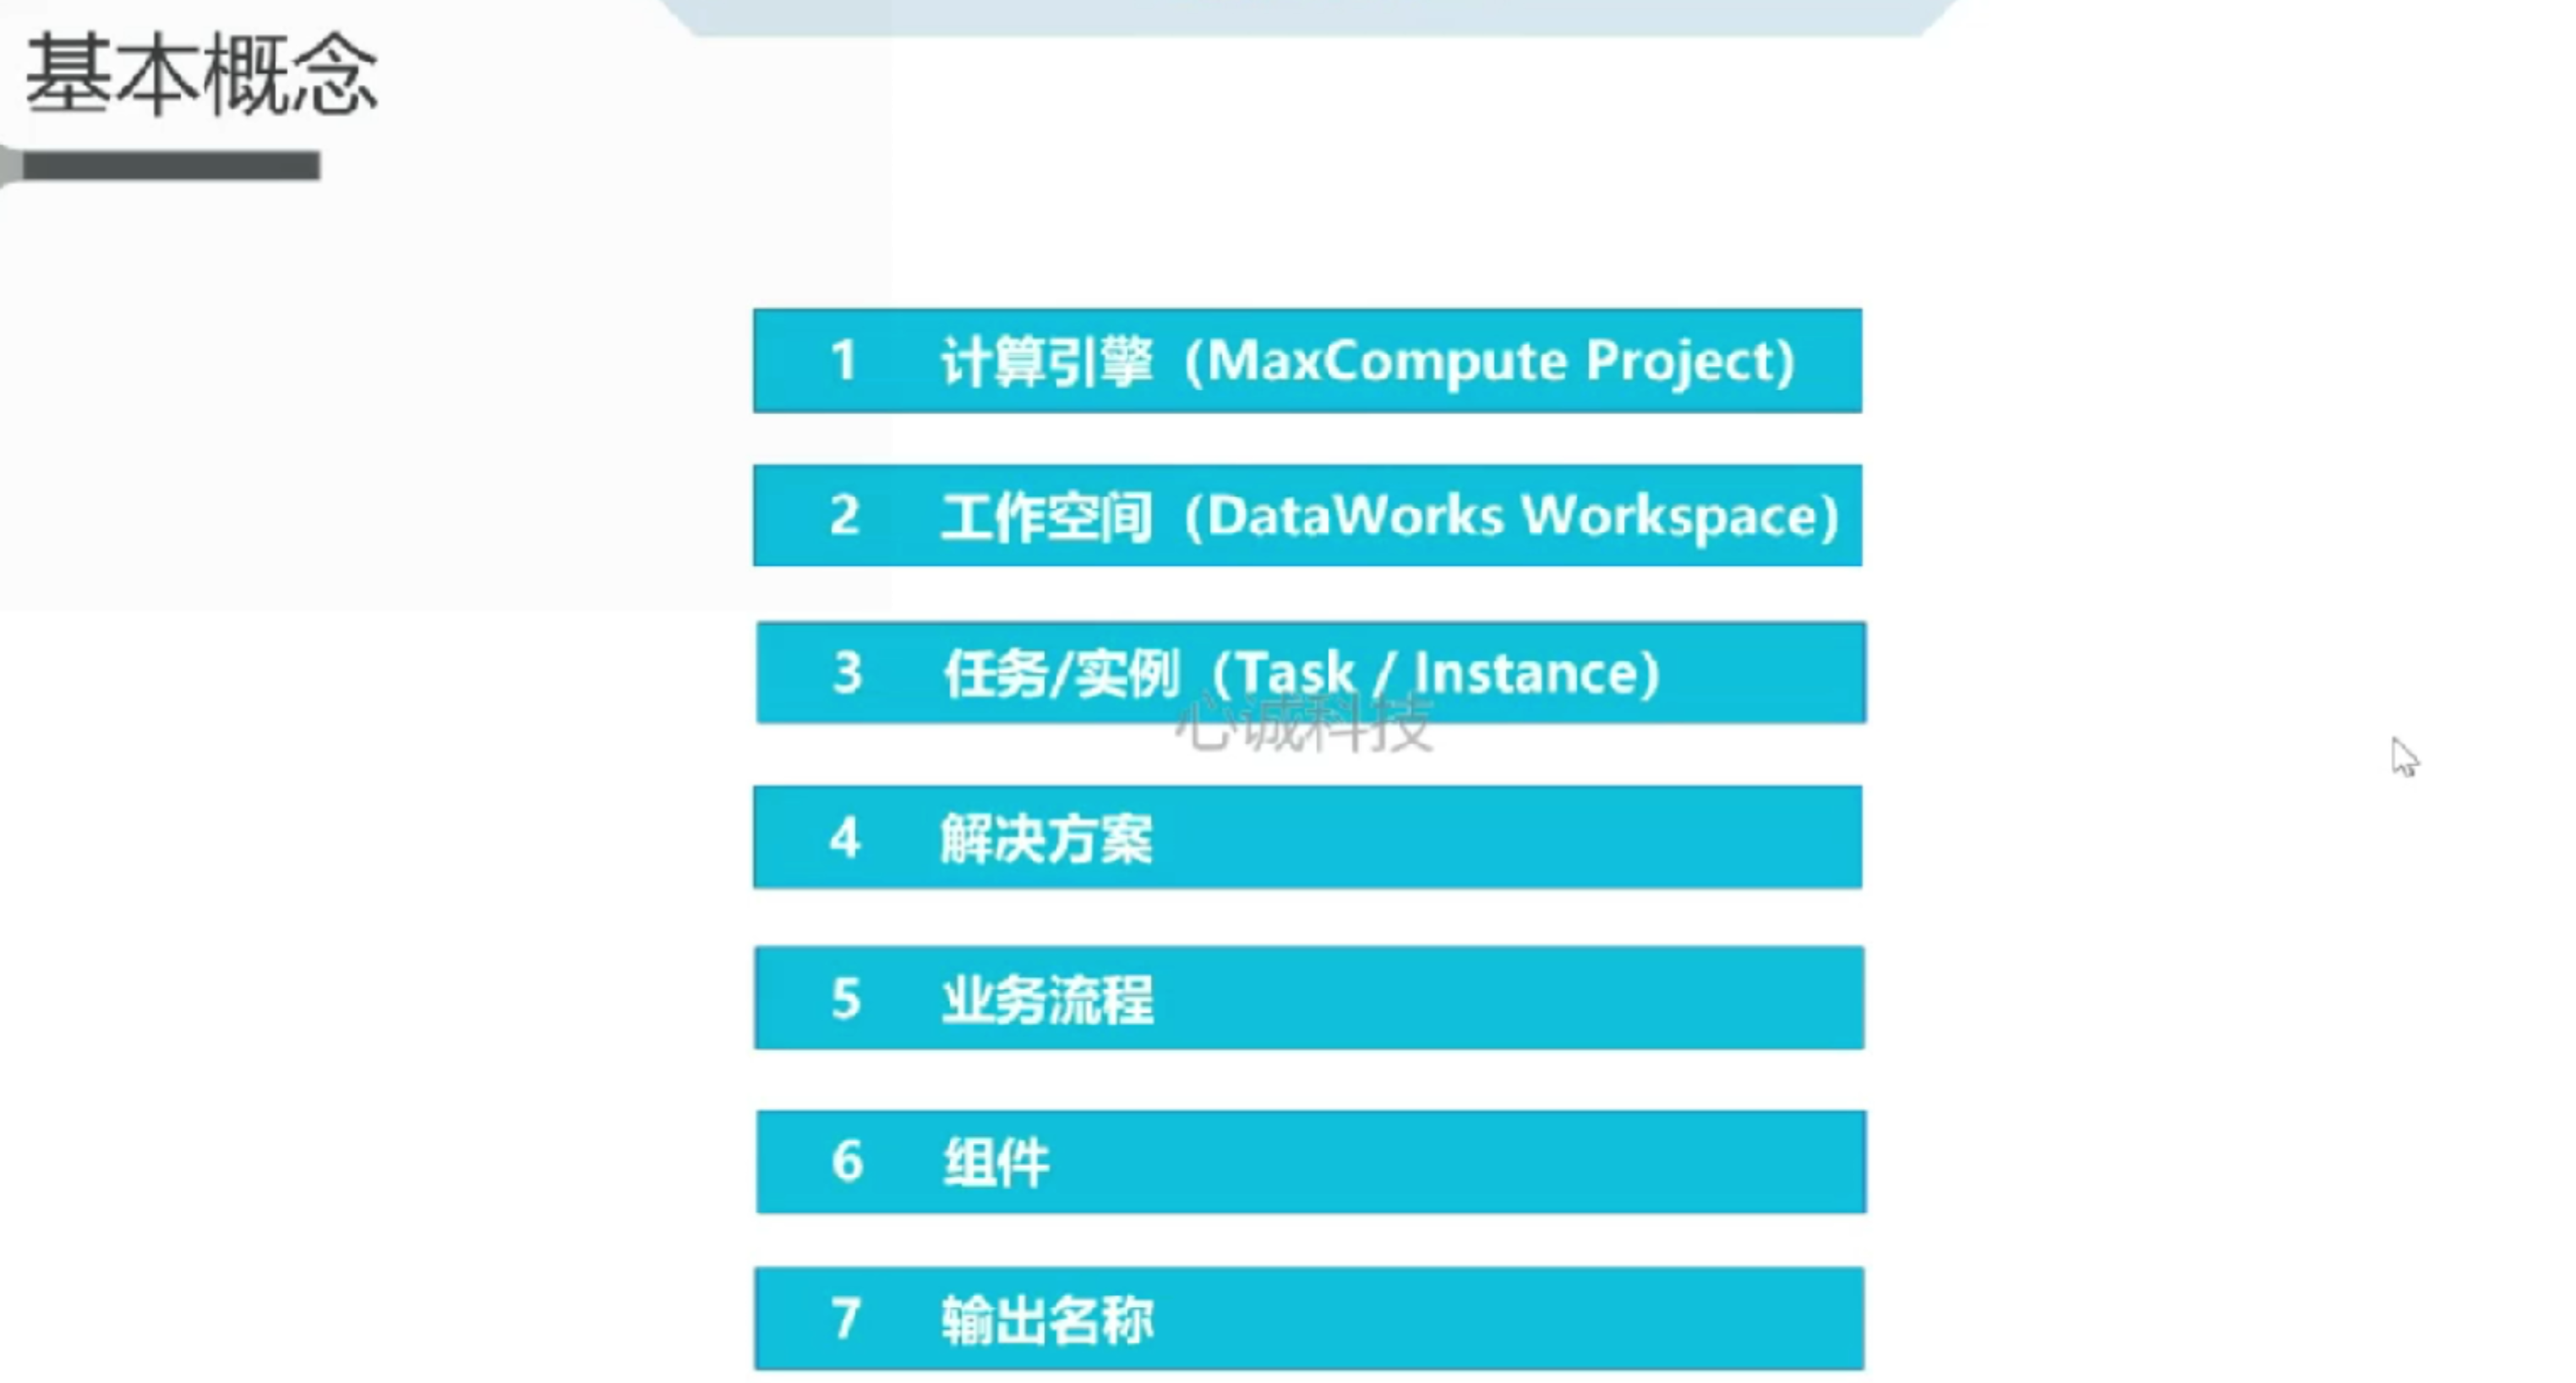 基本概念
1 计算引擎（MaxCompute Project）
2 工作空间（DataWorks Workspace）
3 任务/实例（Task / Instance）
心诚科技
4 解决方案
5 业务流程
6 组件
7 输出名称